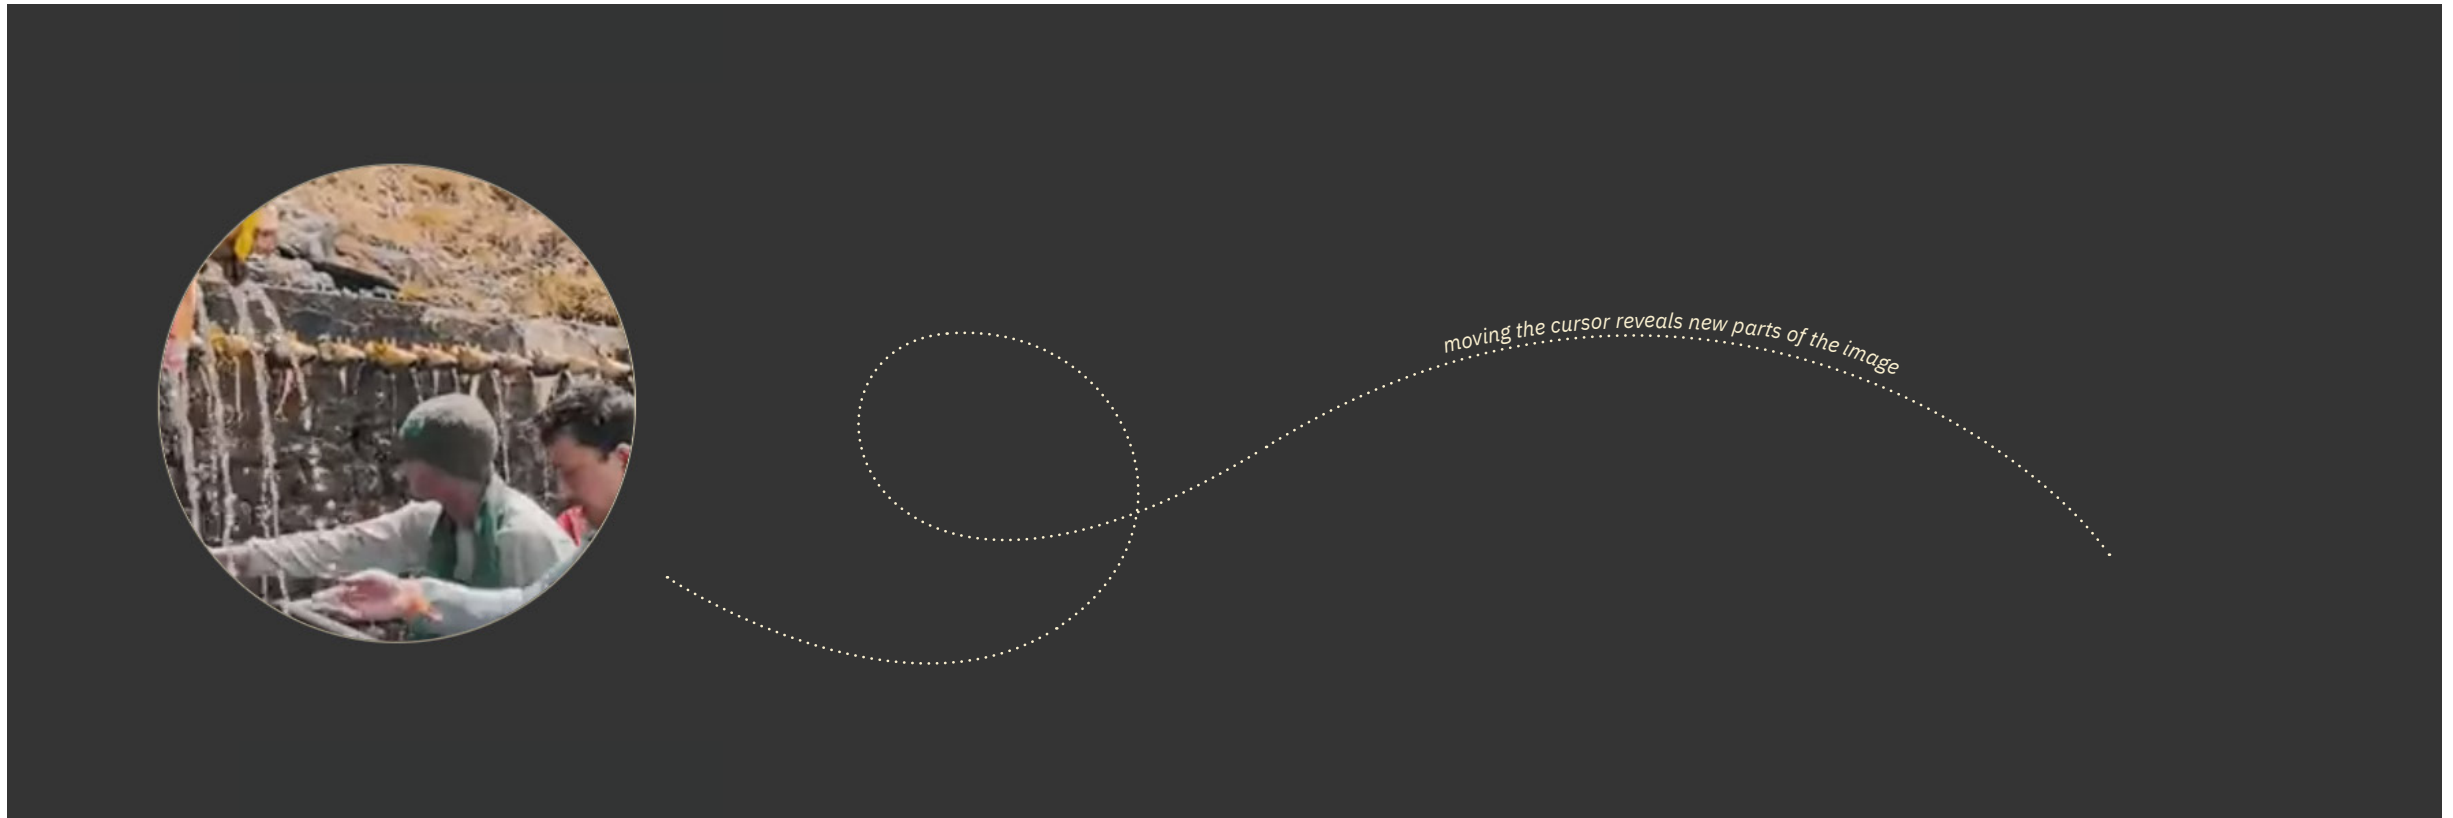 moving the cursor reveals new parts of the image